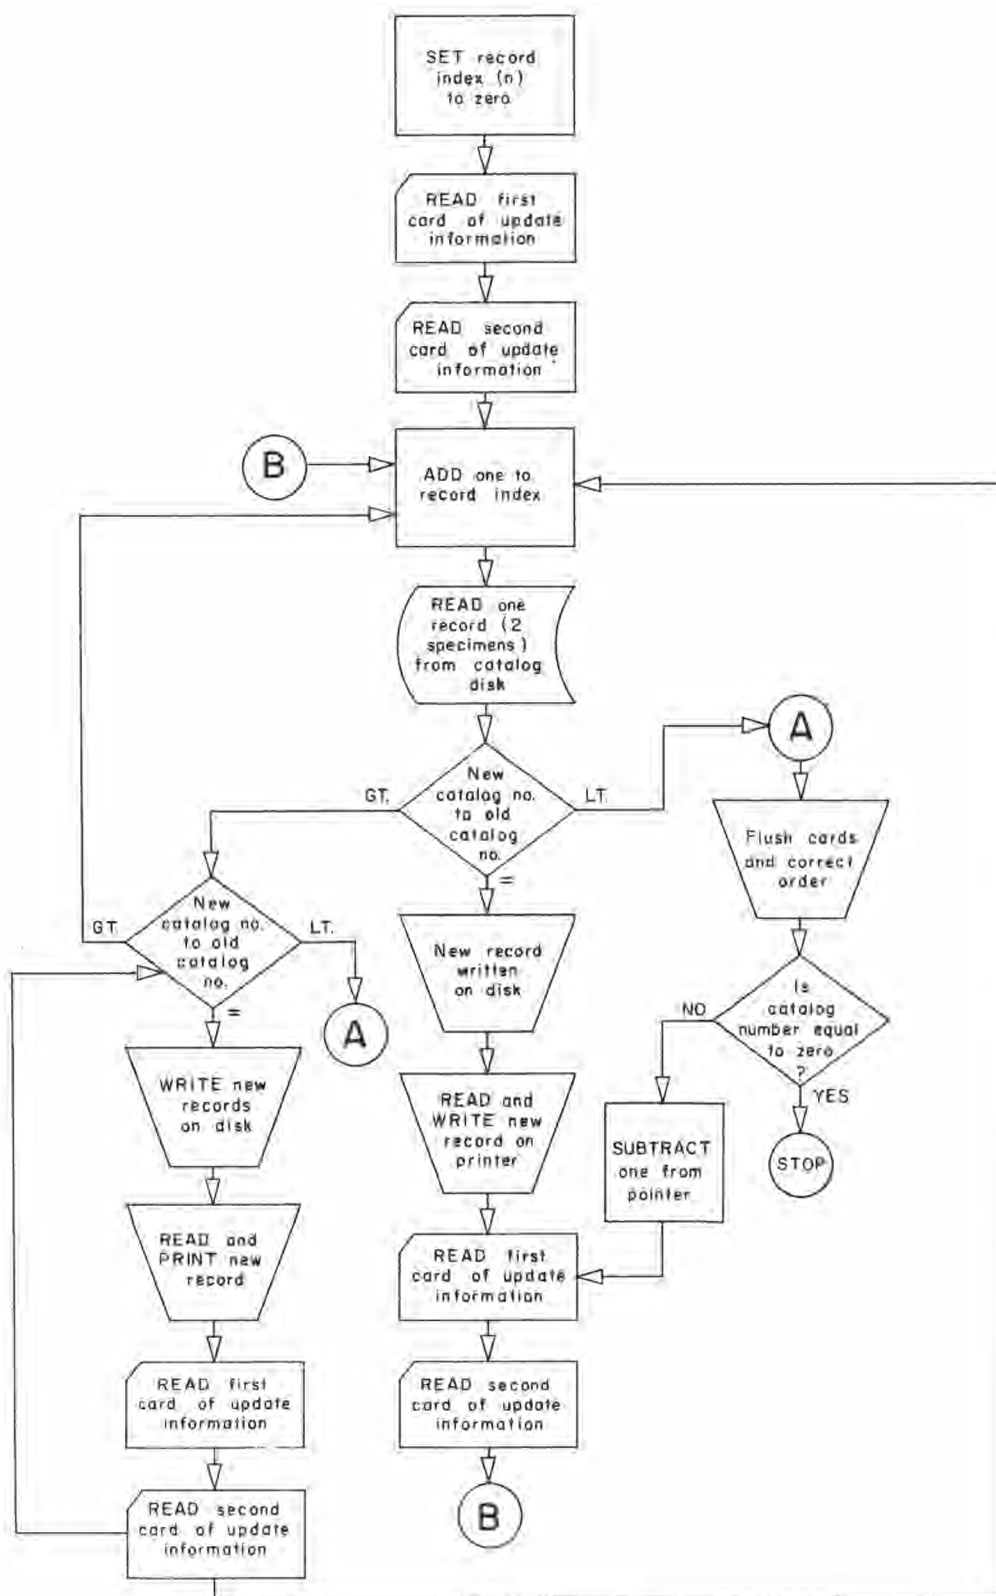 SET record
index (n)
to zero
READ first
card of update
information
READ second
card of update
information
B
ADD one to
record index
READ one
record (2
specimens)
from catalog
disk
A
New
catalog no.
to old
catalog
no.
GT.
LT.
=
Flush cards
and correct
order
New
catalog no.
to old
catalog
no.
GT.
LT.
=
A
New record
written
on disk
Is
catalog
number equal
to zero
?
NO
YES
STOP
SUBTRACT
one from
pointer
WRITE new
records
on disk
READ and
WRITE new
record on
printer
READ and
PRINT new
record
READ first
card of update
information
READ second
card of update
information
B
READ first
card of update
information
READ second
card of update
information